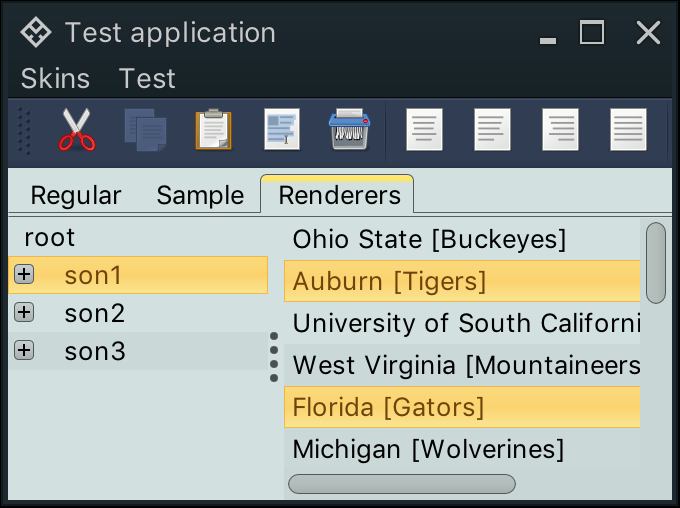 Test application
Skins Test
Regular Sample Renderers
root
son1
son2
son3
Ohio State [Buckeyes]
Auburn [Tigers]
University of South Californi
West Virginia [Mountaineers
Florida [Gators]
Michigan [Wolverines]